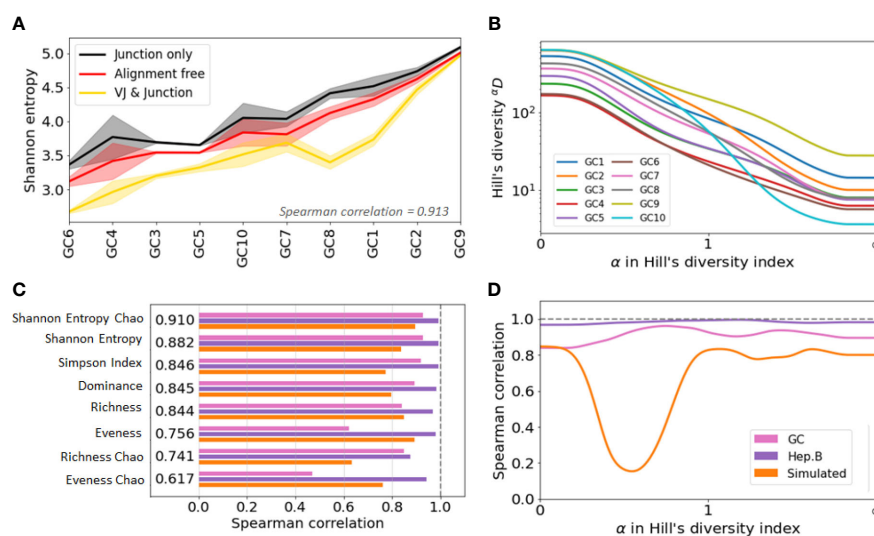 A
Shannon entropy
5.0
4.5
4.0
3.5
3.0
Junction only
Alignment free
VJ & Junction
Spearman correlation = 0.913
GC6
GC4
GC3
GC5
GC10
GC7
GC8
GC1
GC2
GC9
B
Hill's diversity ᵅD
10²
10¹
GC1 GC6
GC2 GC7
GC3 GC8
GC4 GC9
GC5 GC10
0 1
α in Hill's diversity index
C
Shannon Entropy Chao 0.910
Shannon Entropy 0.882
Simpson Index 0.846
Dominance 0.845
Richness 0.844
Eveness 0.756
Richness Chao 0.741
Eveness Chao 0.617
0.0 0.2 0.4 0.6 0.8 1.0
Spearman correlation
D
Spearman correlation
1.0
0.8
0.6
0.4
0.2
0.0
GC
Hep.B
Simulated
0 1
α in Hill's diversity index